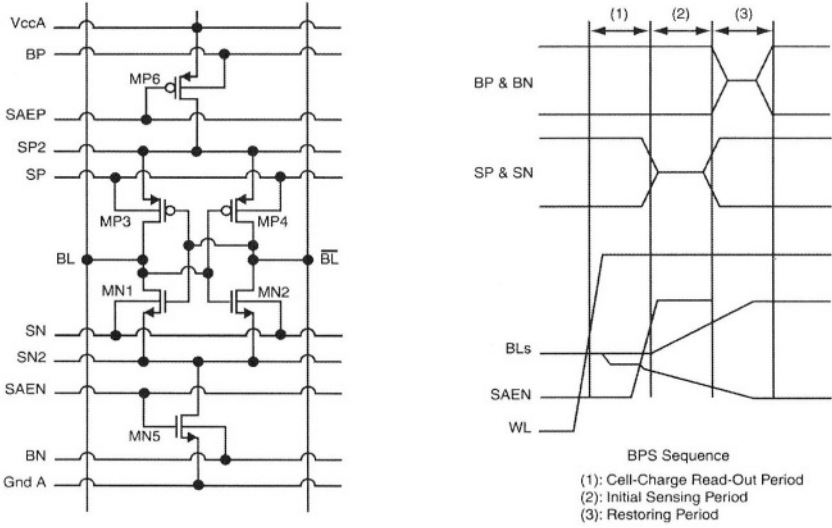 VccA
BP
MP6
SAEP
SP2
SP
MP3
MP4
BL
BL
MN1
MN2
SN
SN2
SAEN
MN5
BN
Gnd A
(1)
(2)
(3)
BP & BN
SP & SN
BLs
SAEN
WL
BPS Sequence
(1): Cell-Charge Read-Out Period
(2): Initial Sensing Period
(3): Restoring Period